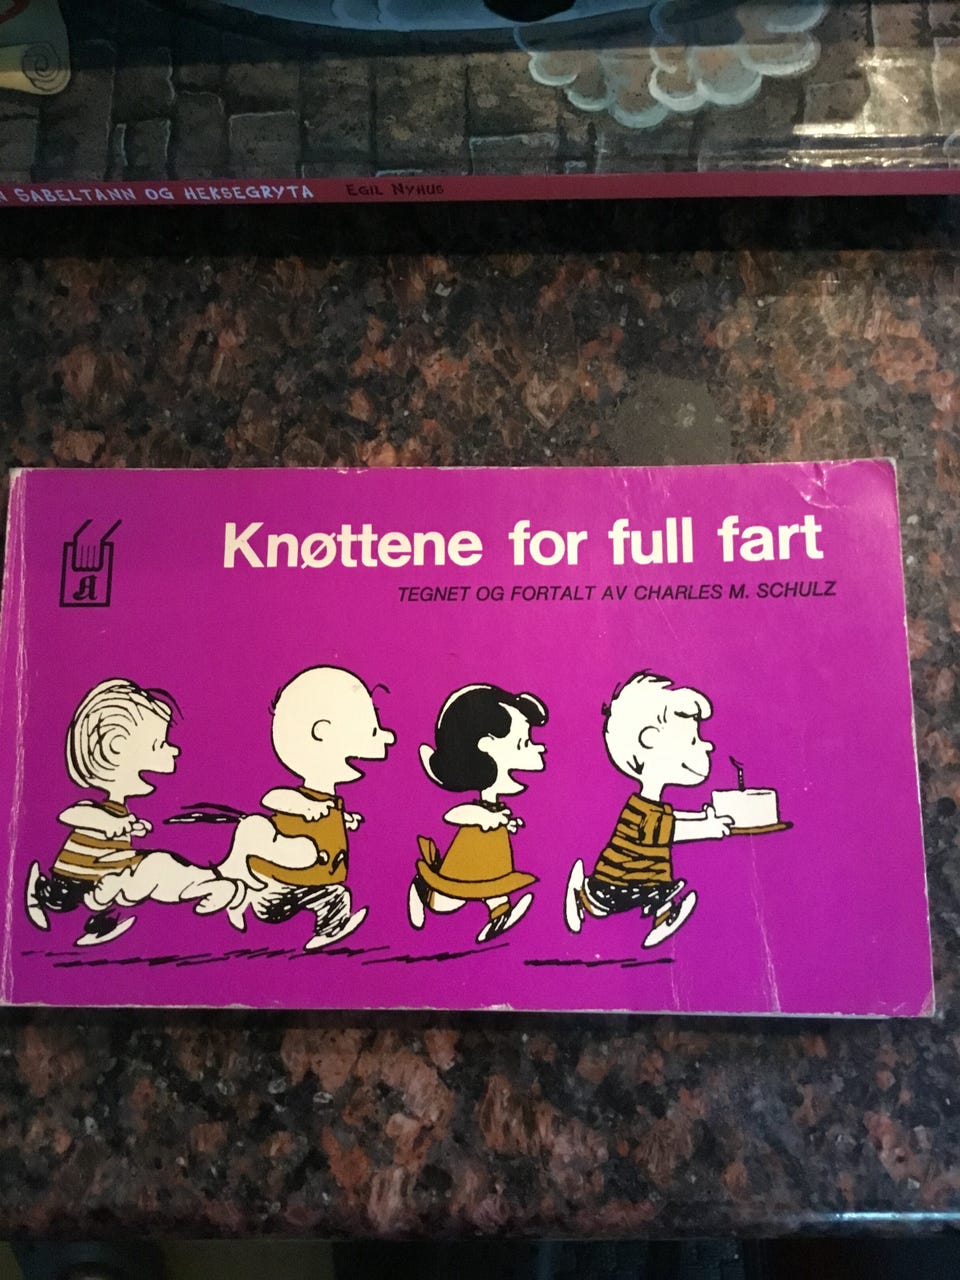 SABELTANN OG HEKSEGRYTA EGIL NYHUS
Knøttene for full fart
TEGNET OG FORTALT AV CHARLES M. SCHULZ
A